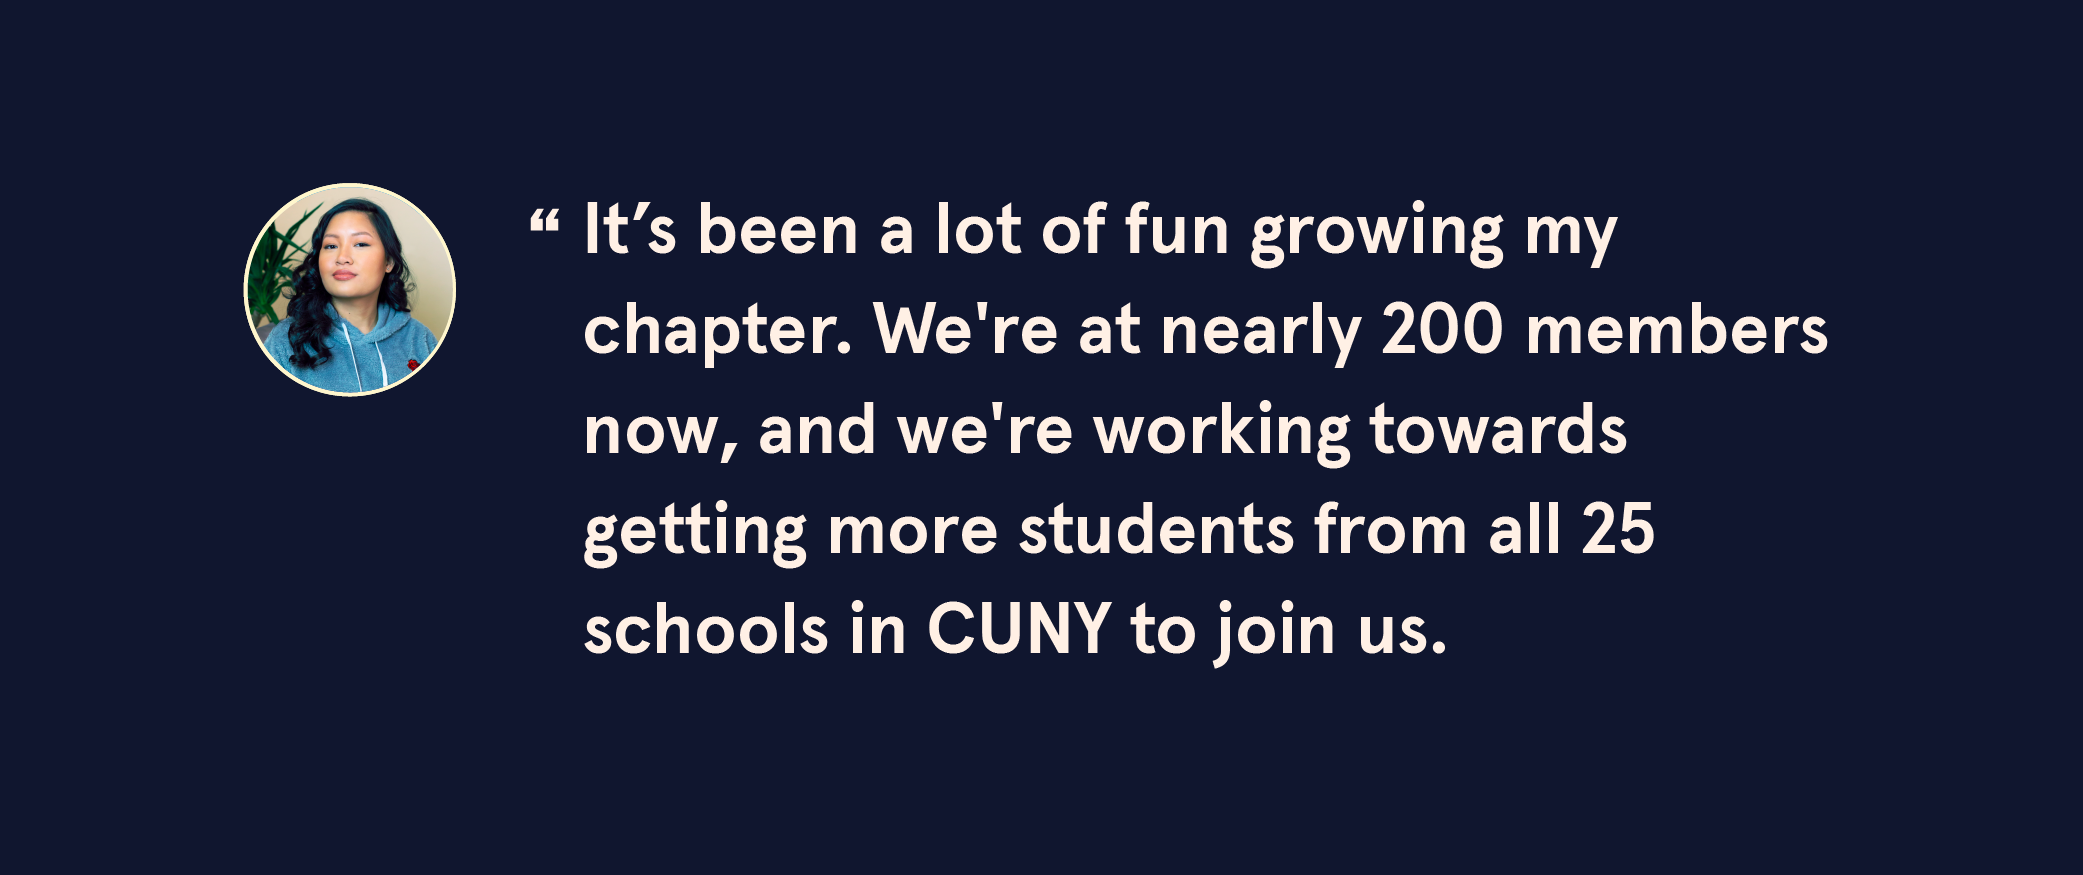 “ It’s been a lot of fun growing my
chapter. We're at nearly 200 members
now, and we're working towards
getting more students from all 25
schools in CUNY to join us.